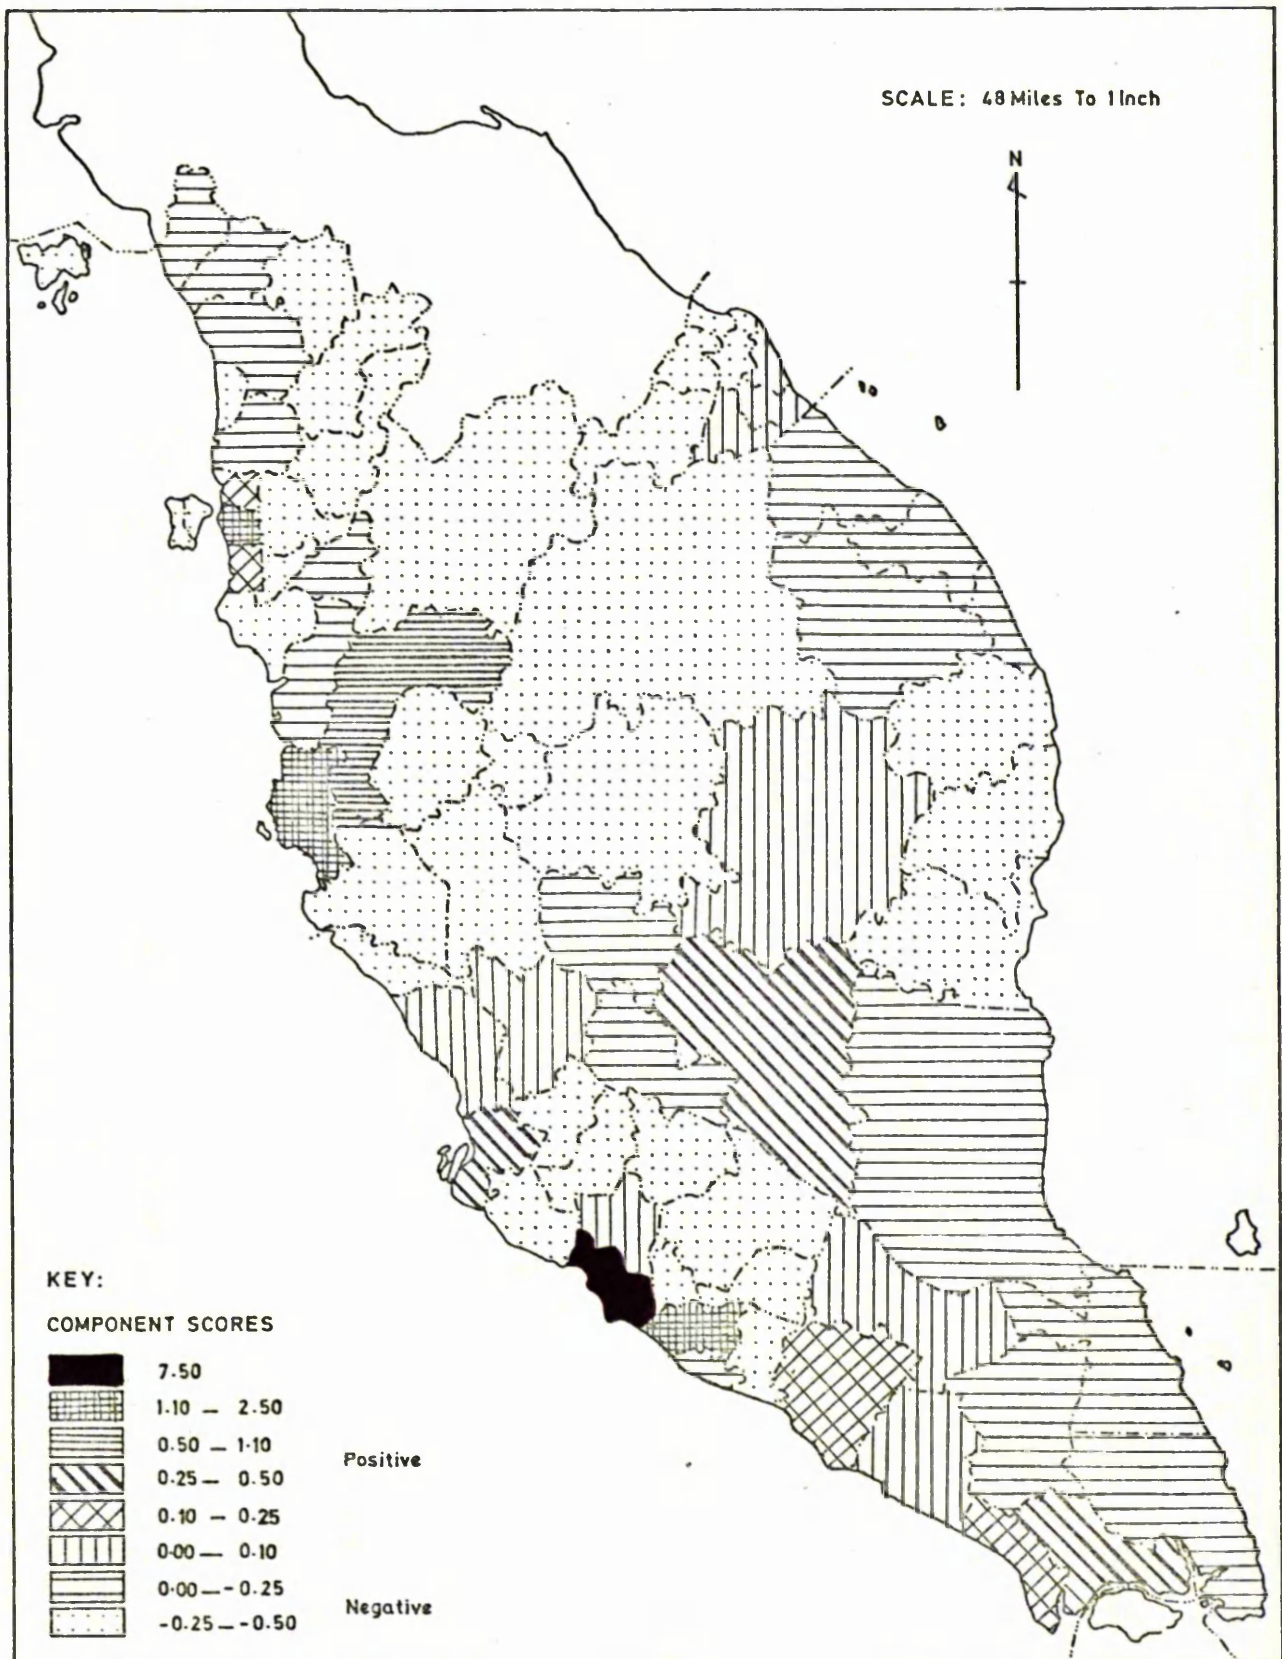 SCALE: 48 Miles To 1 Inch
N
KEY:
COMPONENT SCORES
7.50
1.10 — 2.50
0.50 — 1.10
Positive
0.25 — 0.50
0.10 — 0.25
0.00 — 0.10
0.00 — -0.25
Negative
-0.25 — -0.50